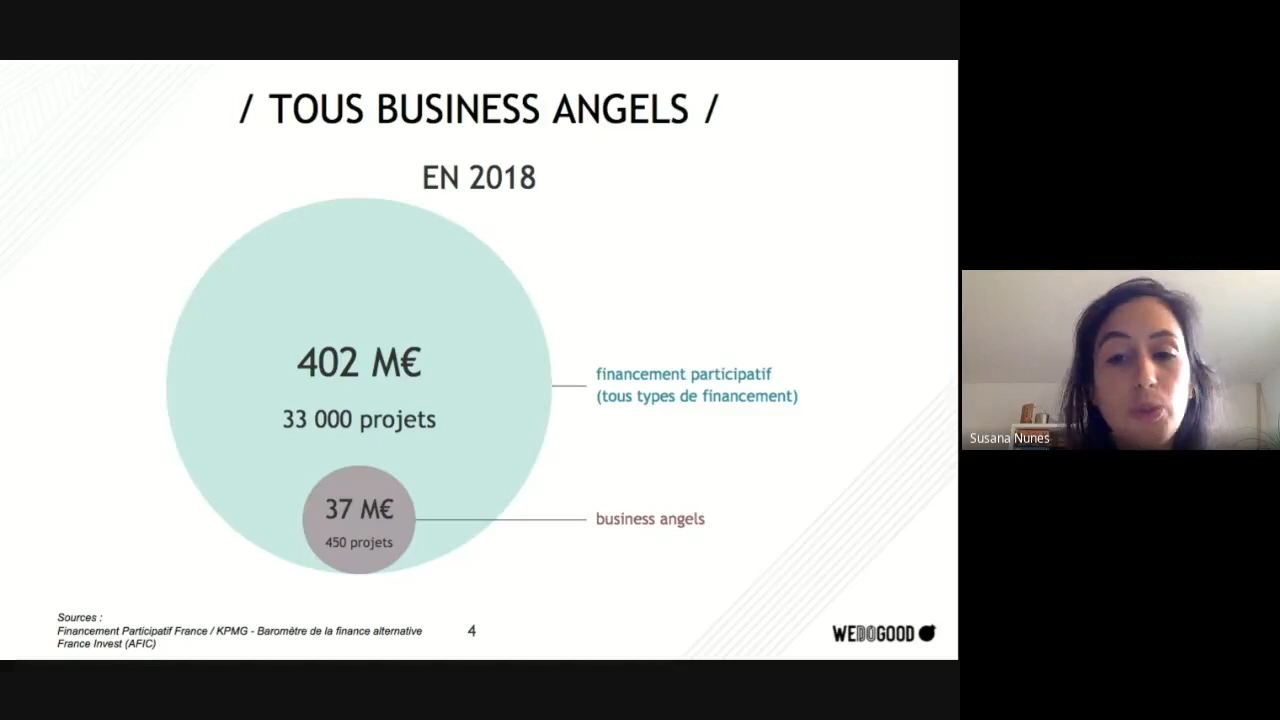 / TOUS BUSINESS ANGELS /
EN 2018
402 M€
33 000 projets
financement participatif
(tous types de financement)
37 M€
450 projets
business angels
Susana Nunes
Sources :
Financement Participatif France / KPMG - Baromètre de la finance alternative
France Invest (AFIC)
4
WEDOGOOD